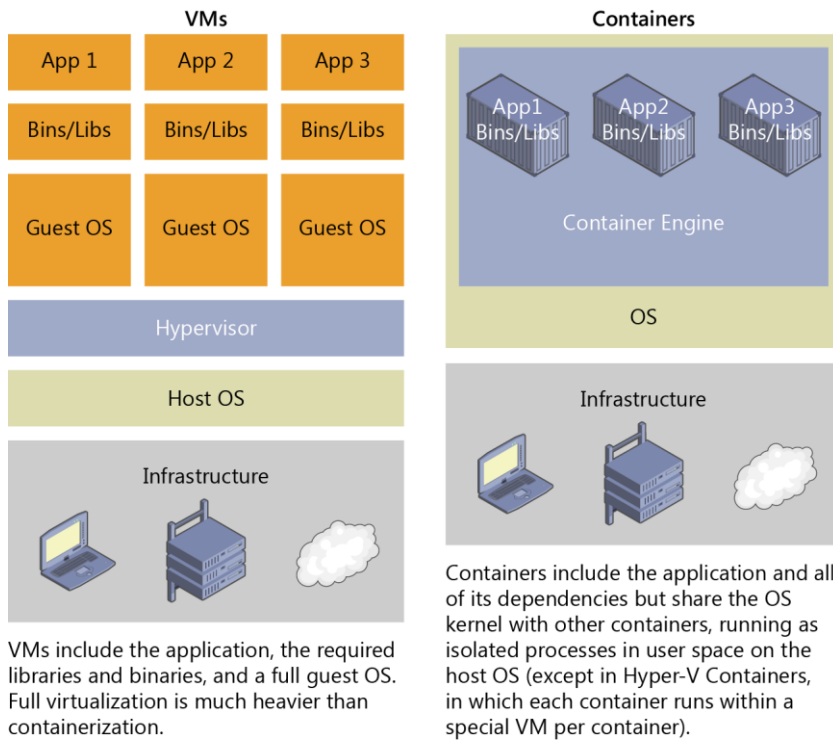 VMs
App 1
App 2
App 3
Bins/Libs
Bins/Libs
Bins/Libs
Guest OS
Guest OS
Guest OS
Hypervisor
Host OS
Infrastructure
VMs include the application, the required
libraries and binaries, and a full guest OS.
Full virtualization is much heavier than
containerization.
Containers
App1
Bins/Libs
App2
Bins/Libs
App3
Bins/Libs
Container Engine
OS
Infrastructure
Containers include the application and all
of its dependencies but share the OS
kernel with other containers, running as
isolated processes in user space on the
host OS (except in Hyper-V Containers,
in which each container runs within a
special VM per container).